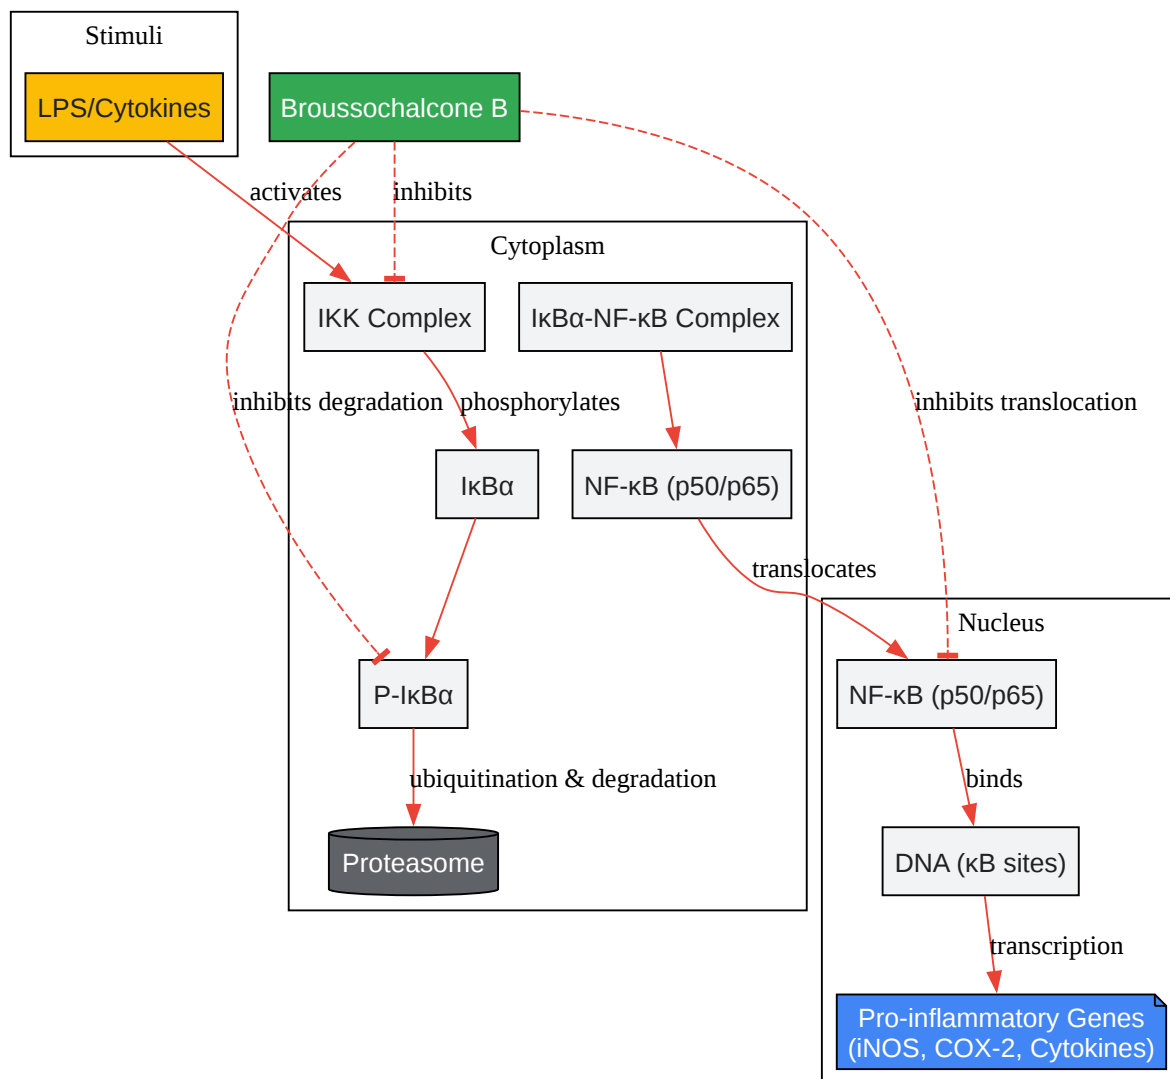 Stimuli
LPS/Cytokines
Broussochalcone B
activates
inhibits
Cytoplasm
IKK Complex
IκBα-NF-κB Complex
inhibits degradation
phosphorylates
inhibits translocation
IκBα
NF-κB (p50/p65)
translocates
Nucleus
P-IκBα
NF-κB (p50/p65)
ubiquitination & degradation
binds
Proteasome
DNA (κB sites)
transcription
Pro-inflammatory Genes
(iNOS, COX-2, Cytokines)